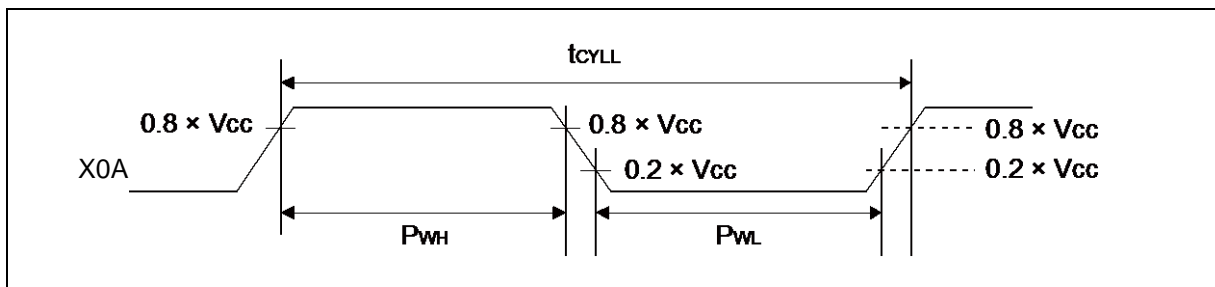 tCYLL
0.8 × Vcc
0.8 × Vcc
0.8 × Vcc
X0A
0.2 × Vcc
0.2 × Vcc
PWH
PWL